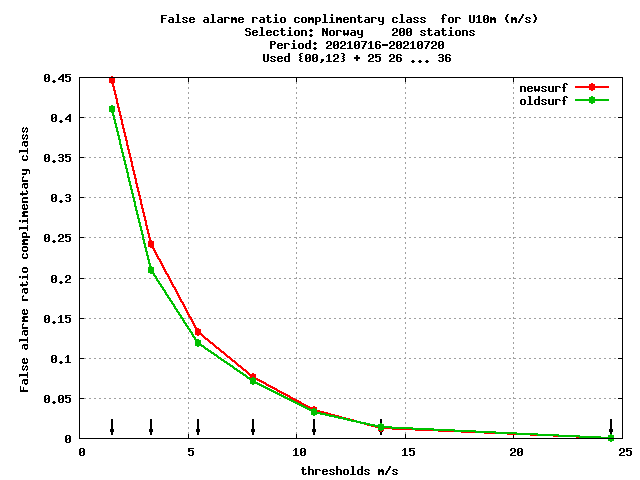 False alarme ratio complimentary class  for U10m (m/s)
Selection: Norway    200 stations
Period: 20210716-20210720
Used {00,12} + 25 26 ... 36
newsurf
oldsurf
False alarme ratio complimentary class
0.45
0.4
0.35
0.3
0.25
0.2
0.15
0.1
0.05
0
0 5 10 15 20 25
thresholds m/s